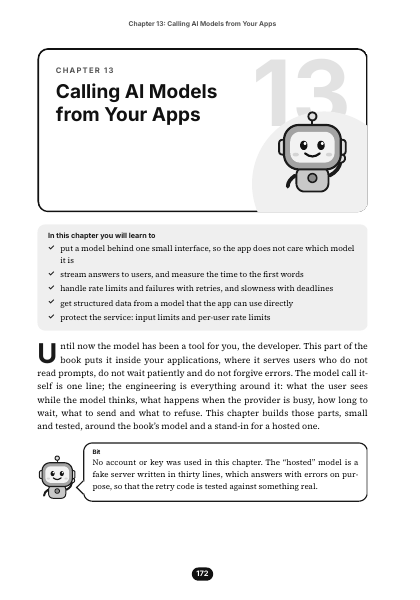 Chapter 13: Calling AI Models from Your Apps
CHAPTER 13
13
Calling AI Models
from Your Apps
In this chapter you will learn to
✓ put a model behind one small interface, so the app does not care which model
it is
✓ stream answers to users, and measure the time to the first words
✓ handle rate limits and failures with retries, and slowness with deadlines
✓ get structured data from a model that the app can use directly
✓ protect the service: input limits and per-user rate limits
Until now the model has been a tool for you, the developer. This part of the
book puts it inside your applications, where it serves users who do not
read prompts, do not wait patiently and do not forgive errors. The model call it-
self is one line; the engineering is everything around it: what the user sees
while the model thinks, what happens when the provider is busy, how long to
wait, what to send and what to refuse. This chapter builds those parts, small
and tested, around the book's model and a stand-in for a hosted one.
Bit
No account or key was used in this chapter. The “hosted” model is a
fake server written in thirty lines, which answers with errors on pur-
pose, so that the retry code is tested against something real.
172